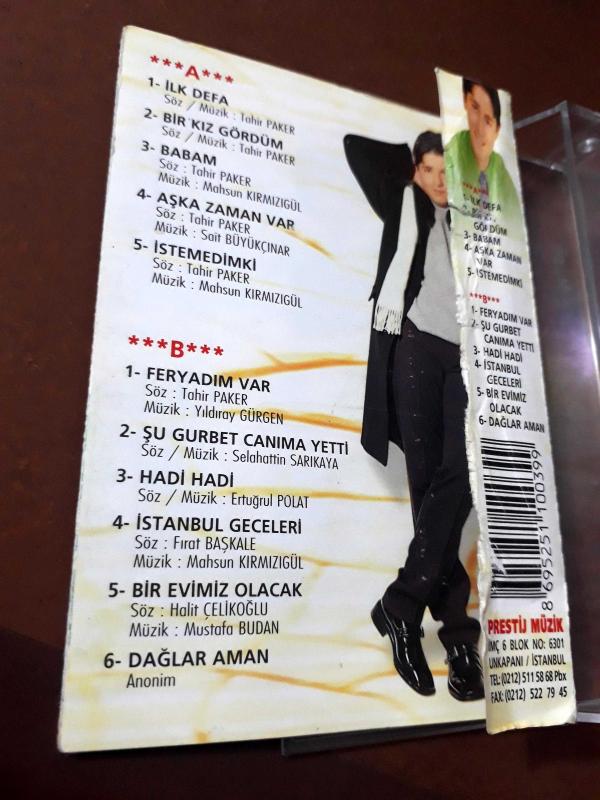 ***A***
1- İLK DEFA
Söz / Müzik : Tahir PAKER
2- BİR KIZ GÖRDÜM
Söz / Müzik : Tahir PAKER
3- BABAM
Söz : Tahir PAKER
Müzik : Mahsun KIRMIZIGÜL
4- AŞKA ZAMAN VAR
Söz : Tahir PAKER
Müzik : Sait BÜYÜKÇINAR
5- İSTEMEDİMKİ
Söz : Tahir PAKER
Müzik : Mahsun KIRMIZIGÜL
***B***
1- FERYADIM VAR
Söz : Tahir PAKER
Müzik : Yıldıray GÜRGEN
2- ŞU GURBET CANIMA YETTİ
Söz / Müzik : Selahattin SARIKAYA
3- HADİ HADİ
Söz / Müzik : Ertuğrul POLAT
4- İSTANBUL GECELERİ
Söz : Fırat BAŞKALE
Müzik : Mahsun KIRMIZIGÜL
5- BİR EVİMİZ OLACAK
Söz : Halit ÇELİKOĞLU
Müzik : Mustafa BUDAN
6- DAĞLAR AMAN
Anonim
***A***
1- İLK DEFA
GÖRDÜM
3- BABAM
4- AŞKA ZAMAN
VAR
5- İSTEMEDİMKİ
***B***
1- FERYADIM VAR
2- ŞU GURBET
CANIMA YETTİ
3- HADİ HADİ
4- İSTANBUL
GECELERİ
5- BİR EVİMİZ
OLACAK
6- DAĞLAR AMAN
8 695251 100399
PRESTİJ MÜZİK
İMÇ 6 BLOK NO: 6301
UNKAPANI / İSTANBUL
TEL:(0212) 511 58 68 Pbx
FAX:(0212) 522 79 45